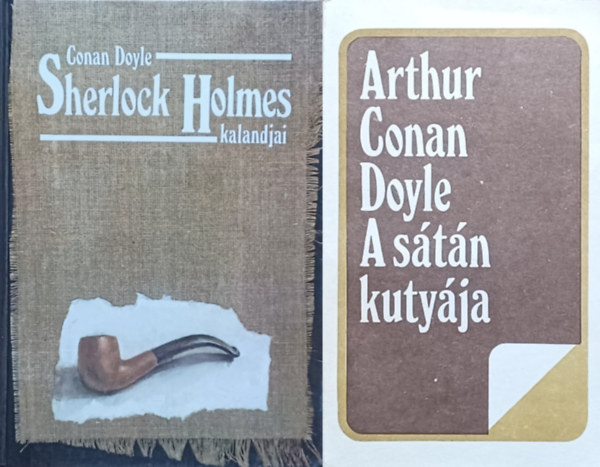 Conan Doyle
Sherlock Holmes
kalandjai
Arthur
Conan
Doyle
A sátán
kutyája